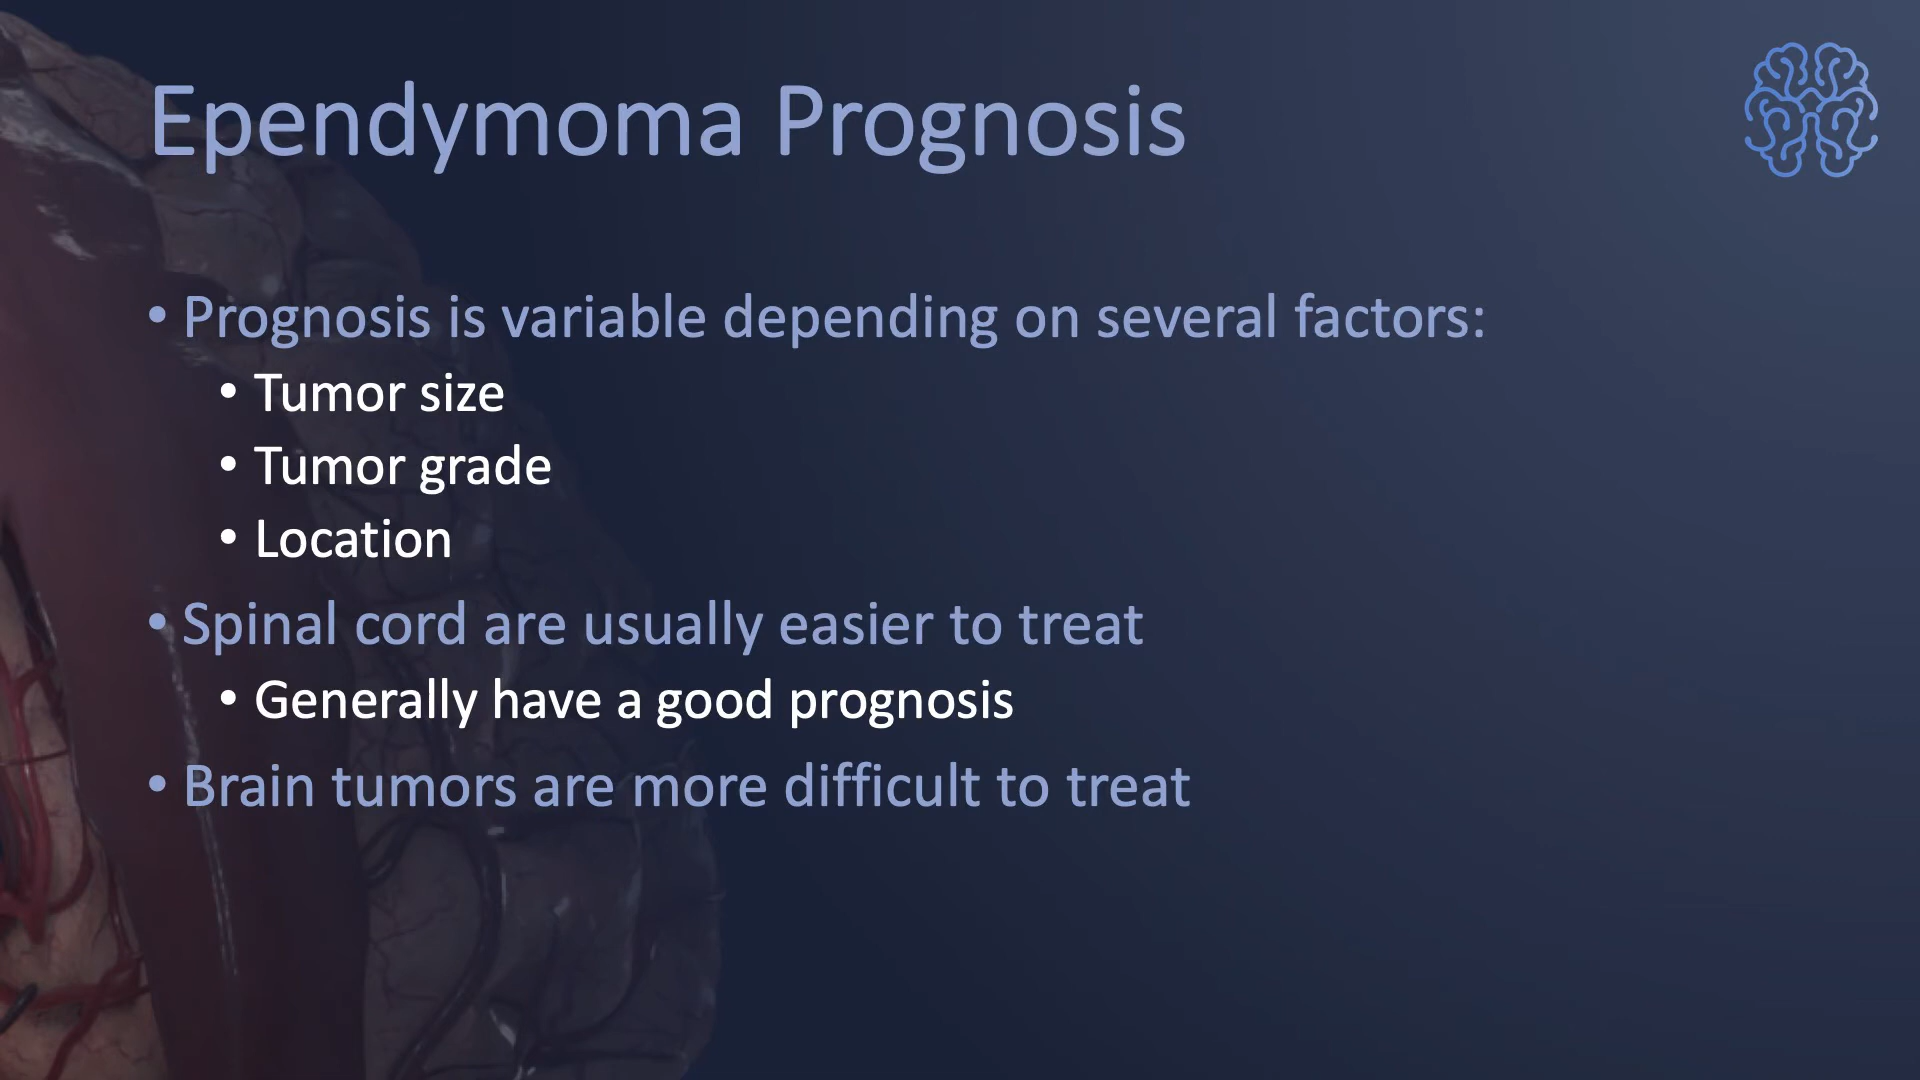 Ependymoma Prognosis
• Prognosis is variable depending on several factors:
• Tumor size
• Tumor grade
• Location
• Spinal cord are usually easier to treat
• Generally have a good prognosis
• Brain tumors are more difficult to treat